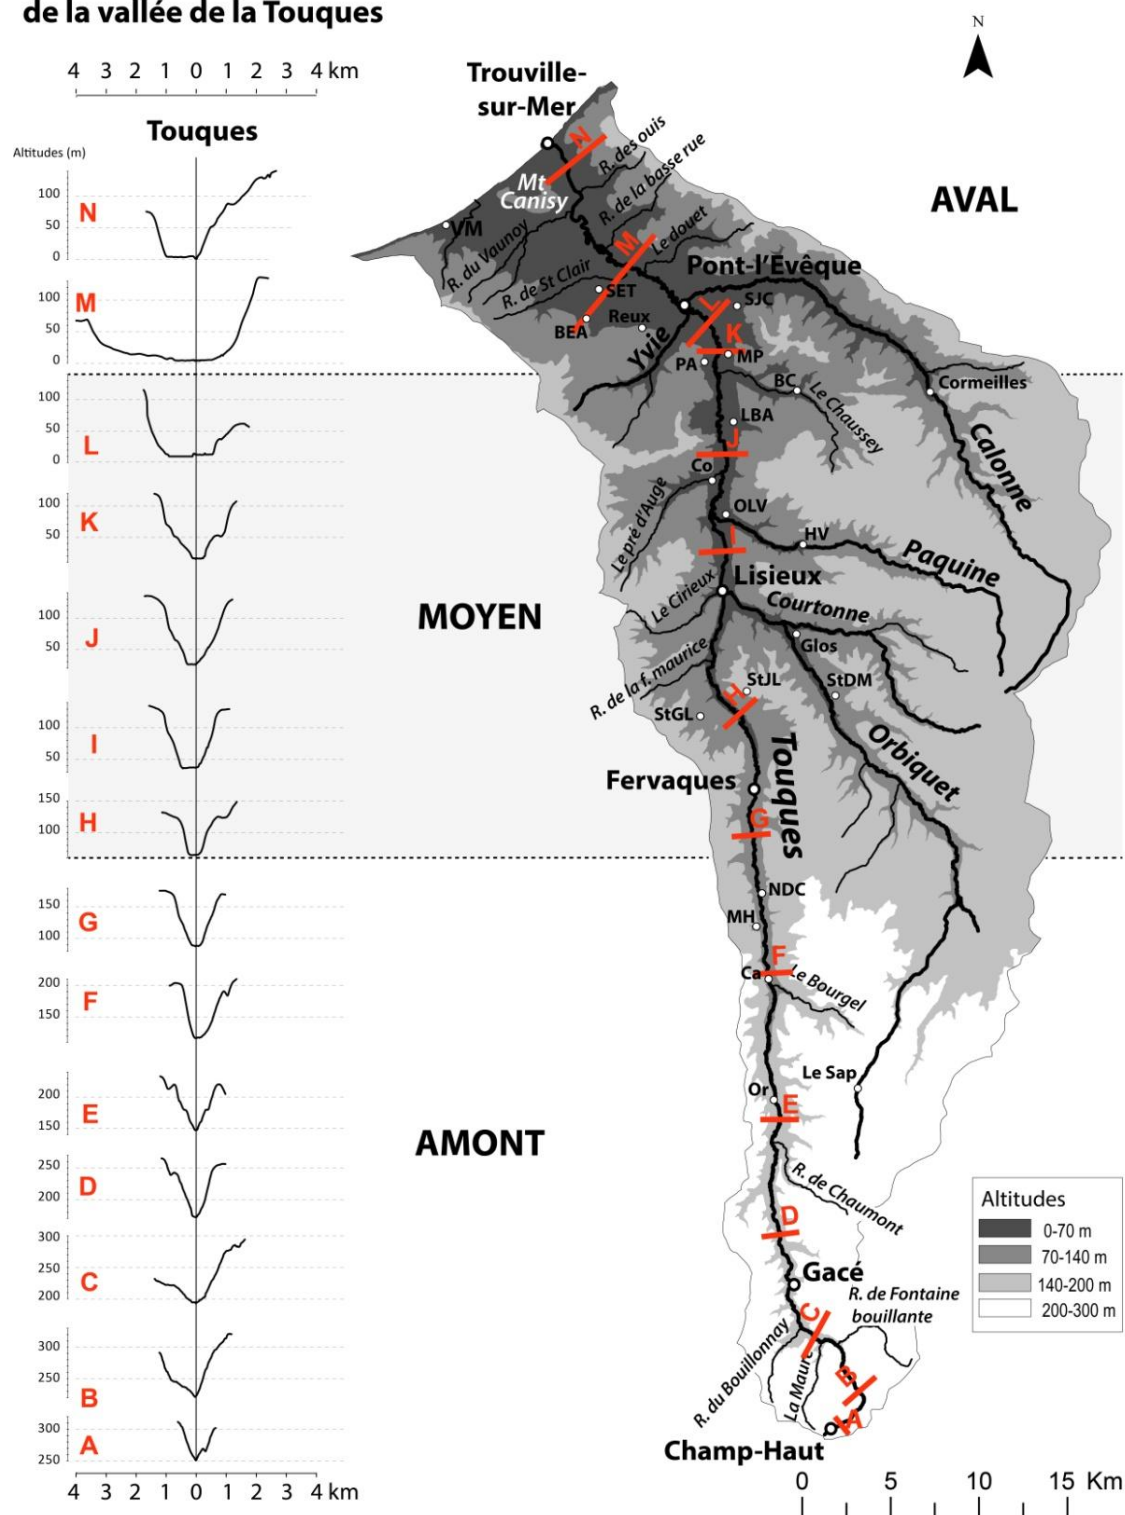 de la vallée de la Touques
4 3 2 1 0 1 2 3 4 km
Touques
Altitudes (m)
N
100
50
0
M
100
50
0
L
100
50
0
K
100
50
J
100
50
I
100
50
H
150
100
G
150
100
F
200
150
E
200
150
D
250
200
C
300
250
200
B
300
250
A
300
250
4 3 2 1 0 1 2 3 4 km
AVAL
MOYEN
AMONT
N
Trouville-
sur-Mer
N
R. des ouis
R. de la basse rue
Mt
Canisy
VM
R. du Vaunoy
M
Le douet
R. de St Clair
SET
Pont-l'Evêque
BEA
Reux
L
SJC
Yvie
K
PA
MP
BC
Le Chaussey
Cormeilles
Calonne
LBA
J
Co
Le pré d'Auge
OLV
I
HV
Paquine
Lisieux
Le Cirieux
Courtonne
Glos
R. de la f. maurice
StJL
StDM
H
StGL
Orbiquet
Touques
Fervaques
G
NDC
MH
F
Ca
Le Bourgel
Le Sap
Or
E
R. de Chaumont
D
Gacé
R. de Fontaine
bouillante
C
R. du Bouillonnay
La Maure
B
A
Champ-Haut
Altitudes
0-70 m
70-140 m
140-200 m
200-300 m
0 5 10 15 Km